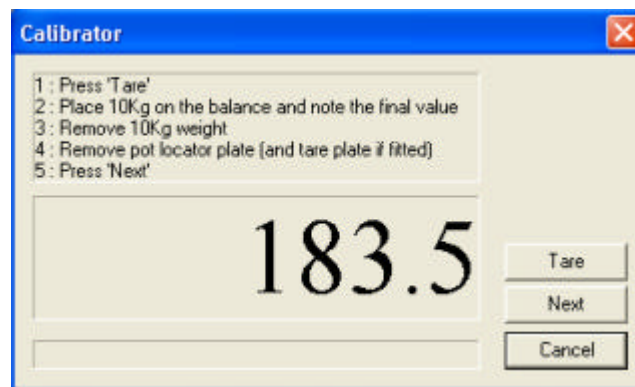 Calibrator
1 : Press 'Tare'
2 : Place 10Kg on the balance and note the final value
3 : Remove 10Kg weight
4 : Remove pot locator plate (and tare plate if fitted)
5 : Press 'Next'
183.5
Tare
Next
Cancel